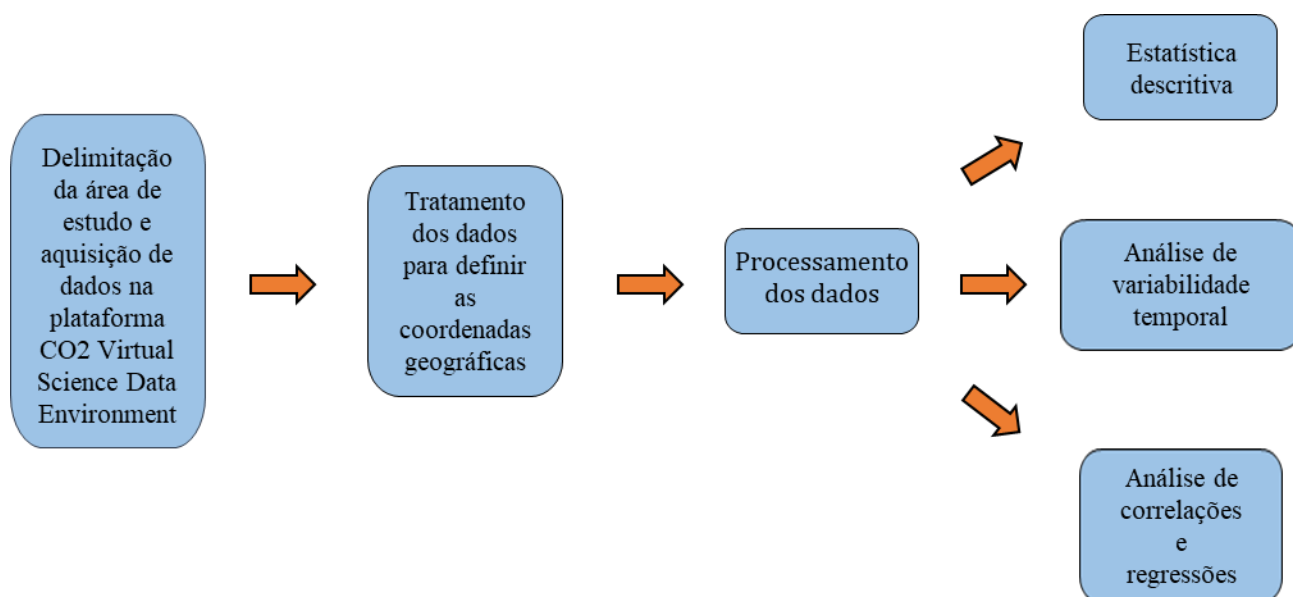 Delimitação
da área de
estudo e
aquisição de
dados na
plataforma
CO2 Virtual
Science Data
Environment
Tratamento
dos dados
para definir
as
coordenadas
geográficas
Processamento
dos dados
Estatística
descritiva
Análise de
variabilidade
temporal
Análise de
correlações
e
regressões